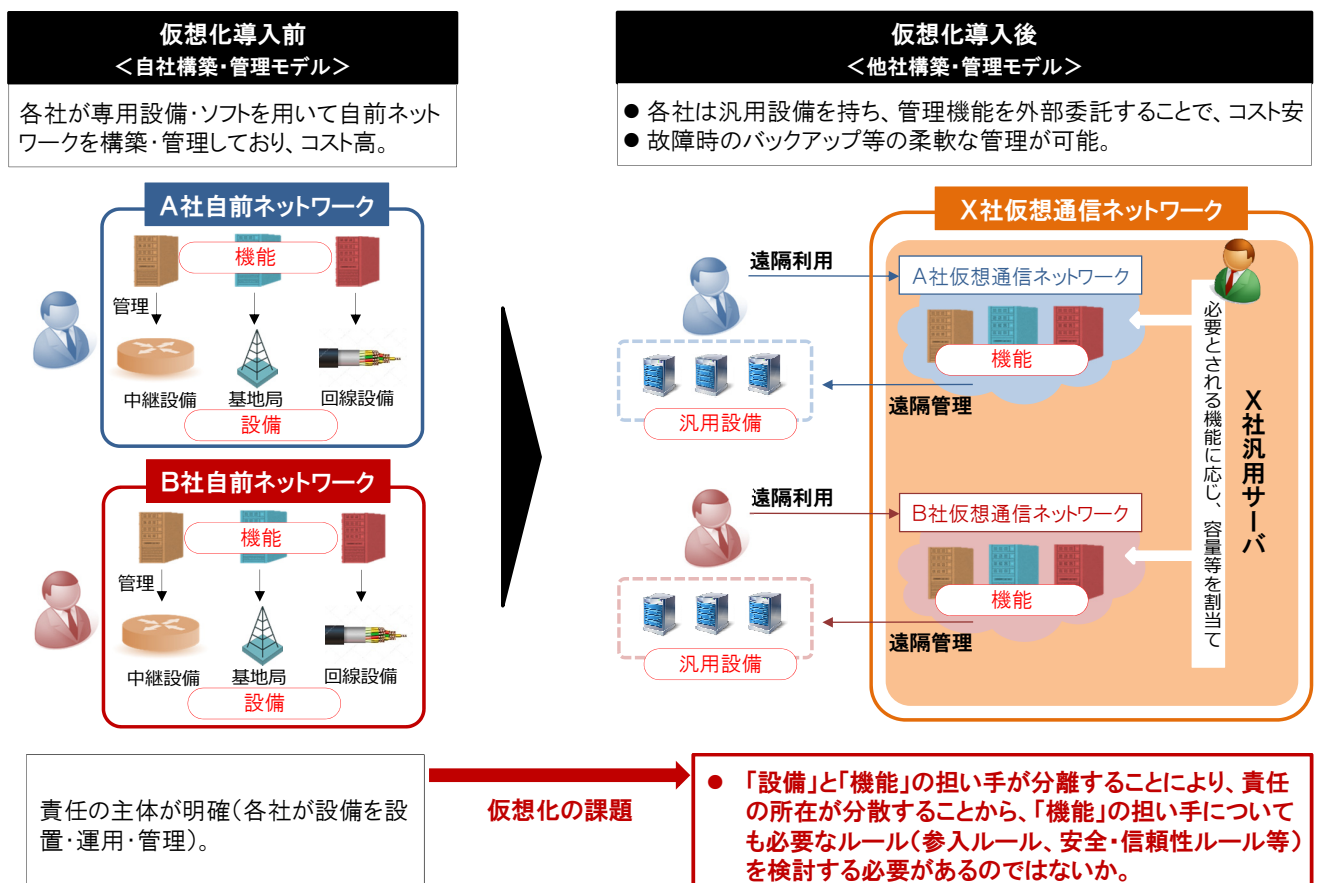 仮想化導入前
＜自社構築・管理モデル＞
各社が専用設備・ソフトを用いて自前ネット
ワークを構築・管理しており、コスト高。
A社自前ネットワーク
機能
管理
中継設備
基地局
回線設備
設備
B社自前ネットワーク
機能
管理
中継設備
基地局
回線設備
設備
責任の主体が明確（各社が設備を設
置・運用・管理）。
仮想化の課題
仮想化導入後
＜他社構築・管理モデル＞
● 各社は汎用設備を持ち、管理機能を外部委託することで、コスト安
● 故障時のバックアップ等の柔軟な管理が可能。
X社仮想通信ネットワーク
遠隔利用
A社仮想通信ネットワーク
機能
汎用設備
遠隔管理
遠隔利用
B社仮想通信ネットワーク
機能
汎用設備
遠隔管理
必要とされる機能に応じ、容量等を割当て
X社汎用サーバ
● 「設備」と「機能」の担い手が分離することにより、責任
の所在が分散することから、「機能」の担い手について
も必要なルール（参入ルール、安全・信頼性ルール等）
を検討する必要があるのではないか。